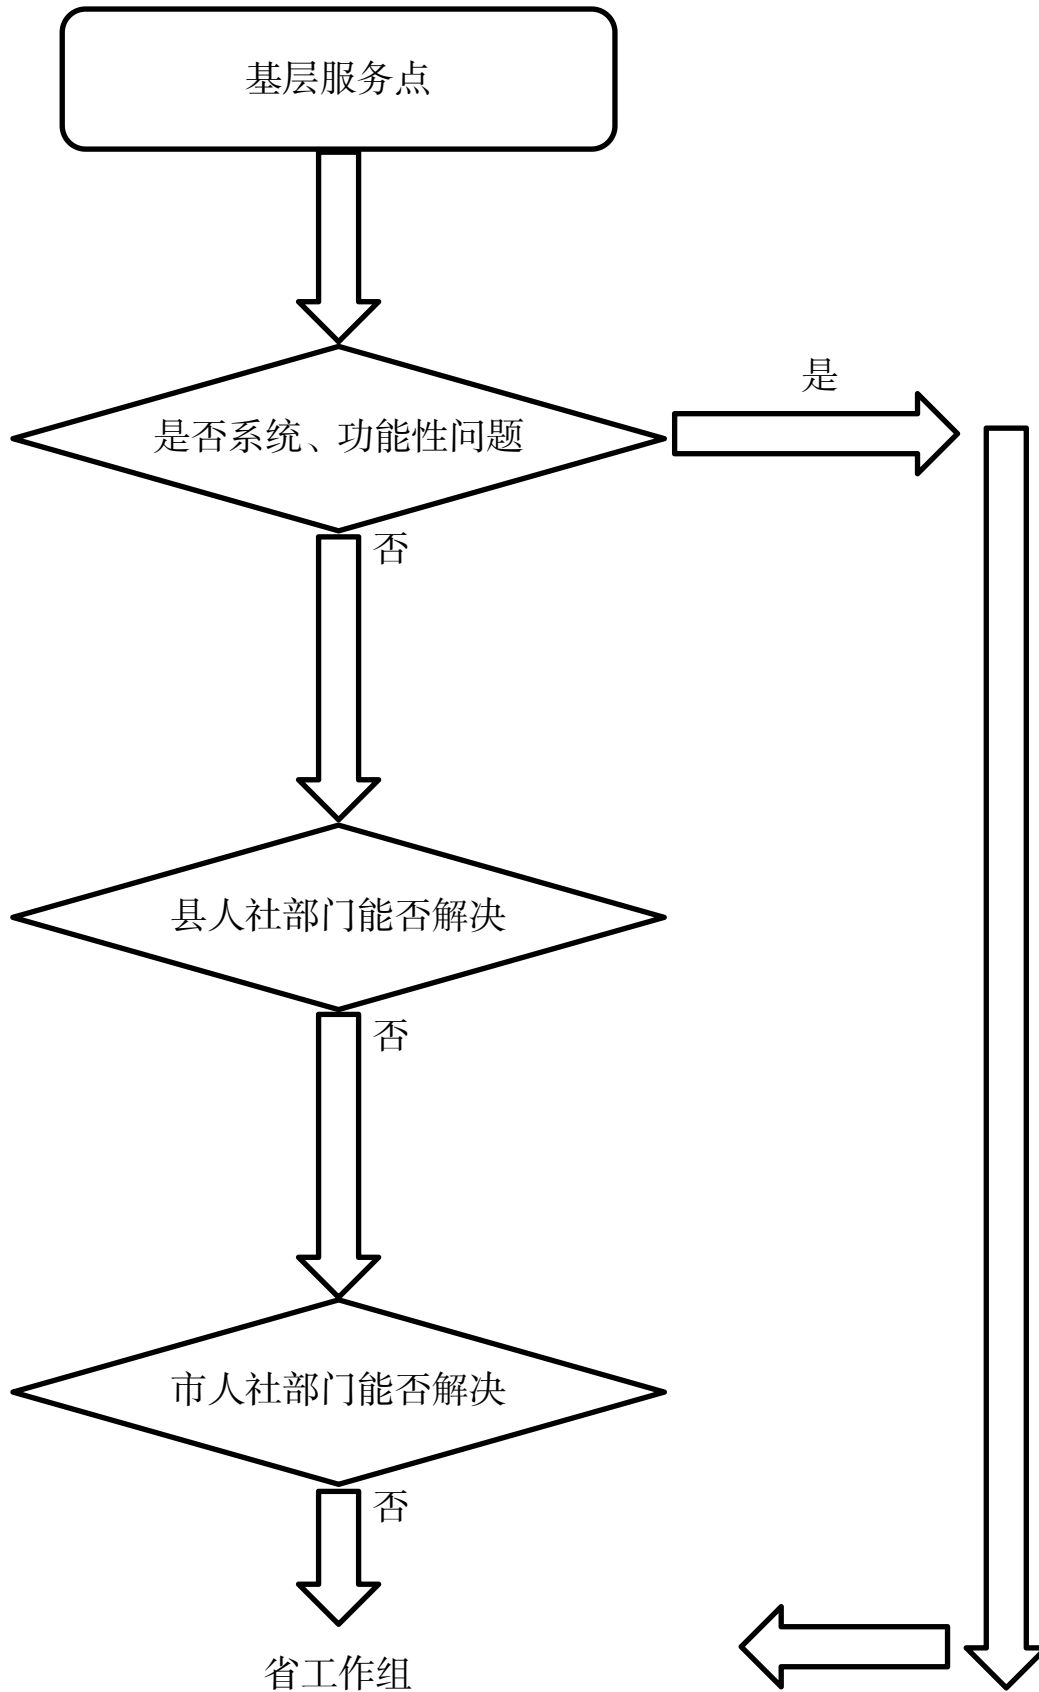 基层服务点
是
是否系统、功能性问题
否
县人社部门能否解决
否
市人社部门能否解决
否
省工作组